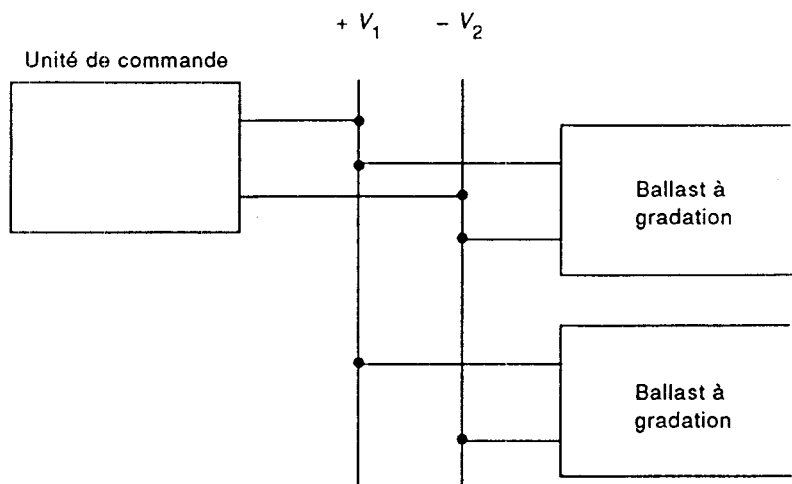 + V1 − V2
Unité de commande
Ballast à
gradation
Ballast à
gradation